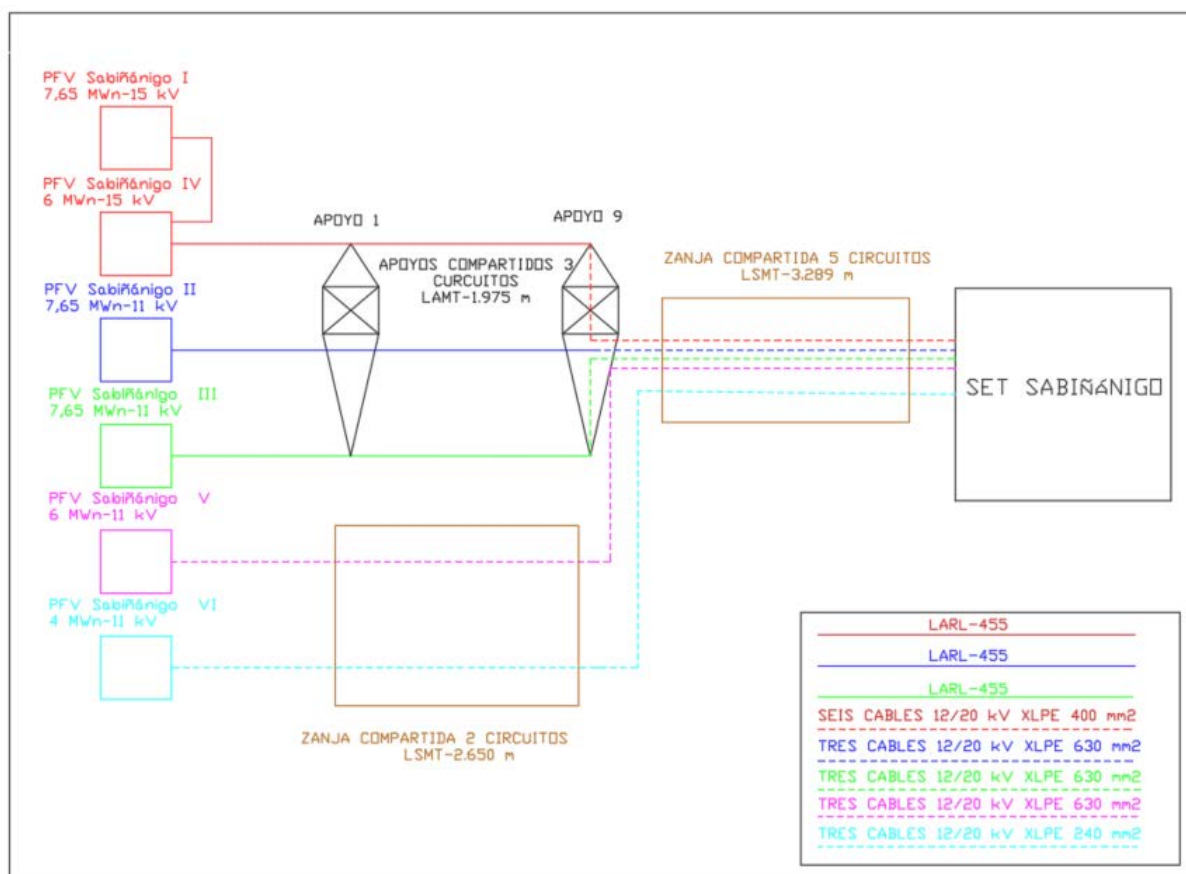 PFV Sabiñánigo I
7,65 MWn-15 kV
PFV Sabiñánigo IV
6 MWn-15 kV
PFV Sabiñánigo II
7,65 MWn-11 kV
PFV Sabiñánigo III
7,65 MWn-11 kV
PFV Sabiñánigo V
6 MWn-11 kV
PFV Sabiñánigo VI
4 MWn-11 kV
APOYO 1
APOYO 9
APOYOS COMPARTIDOS 3
CURCUITOS
LAMT-1.975 m
ZANJA COMPARTIDA 5 CIRCUITOS
LSMT-3.289 m
SET SABIÑáNIGO
ZANJA COMPARTIDA 2 CIRCUITOS
LSMT-2.650 m
LARL-455
LARL-455
LARL-455
SEIS CABLES 12/20 kV XLPE 400 mm2
TRES CABLES 12/20 kV XLPE 630 mm2
TRES CABLES 12/20 kV XLPE 630 mm2
TRES CABLES 12/20 kV XLPE 630 mm2
TRES CABLES 12/20 kV XLPE 240 mm2